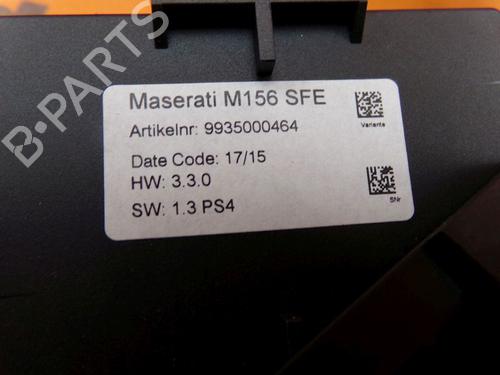 Maserati M156 SFE
Artikelnr: 9935000464
Variante
Date Code: 17/15
HW: 3.3.0
SW: 1.3 PS4
SNr
B-PARTS